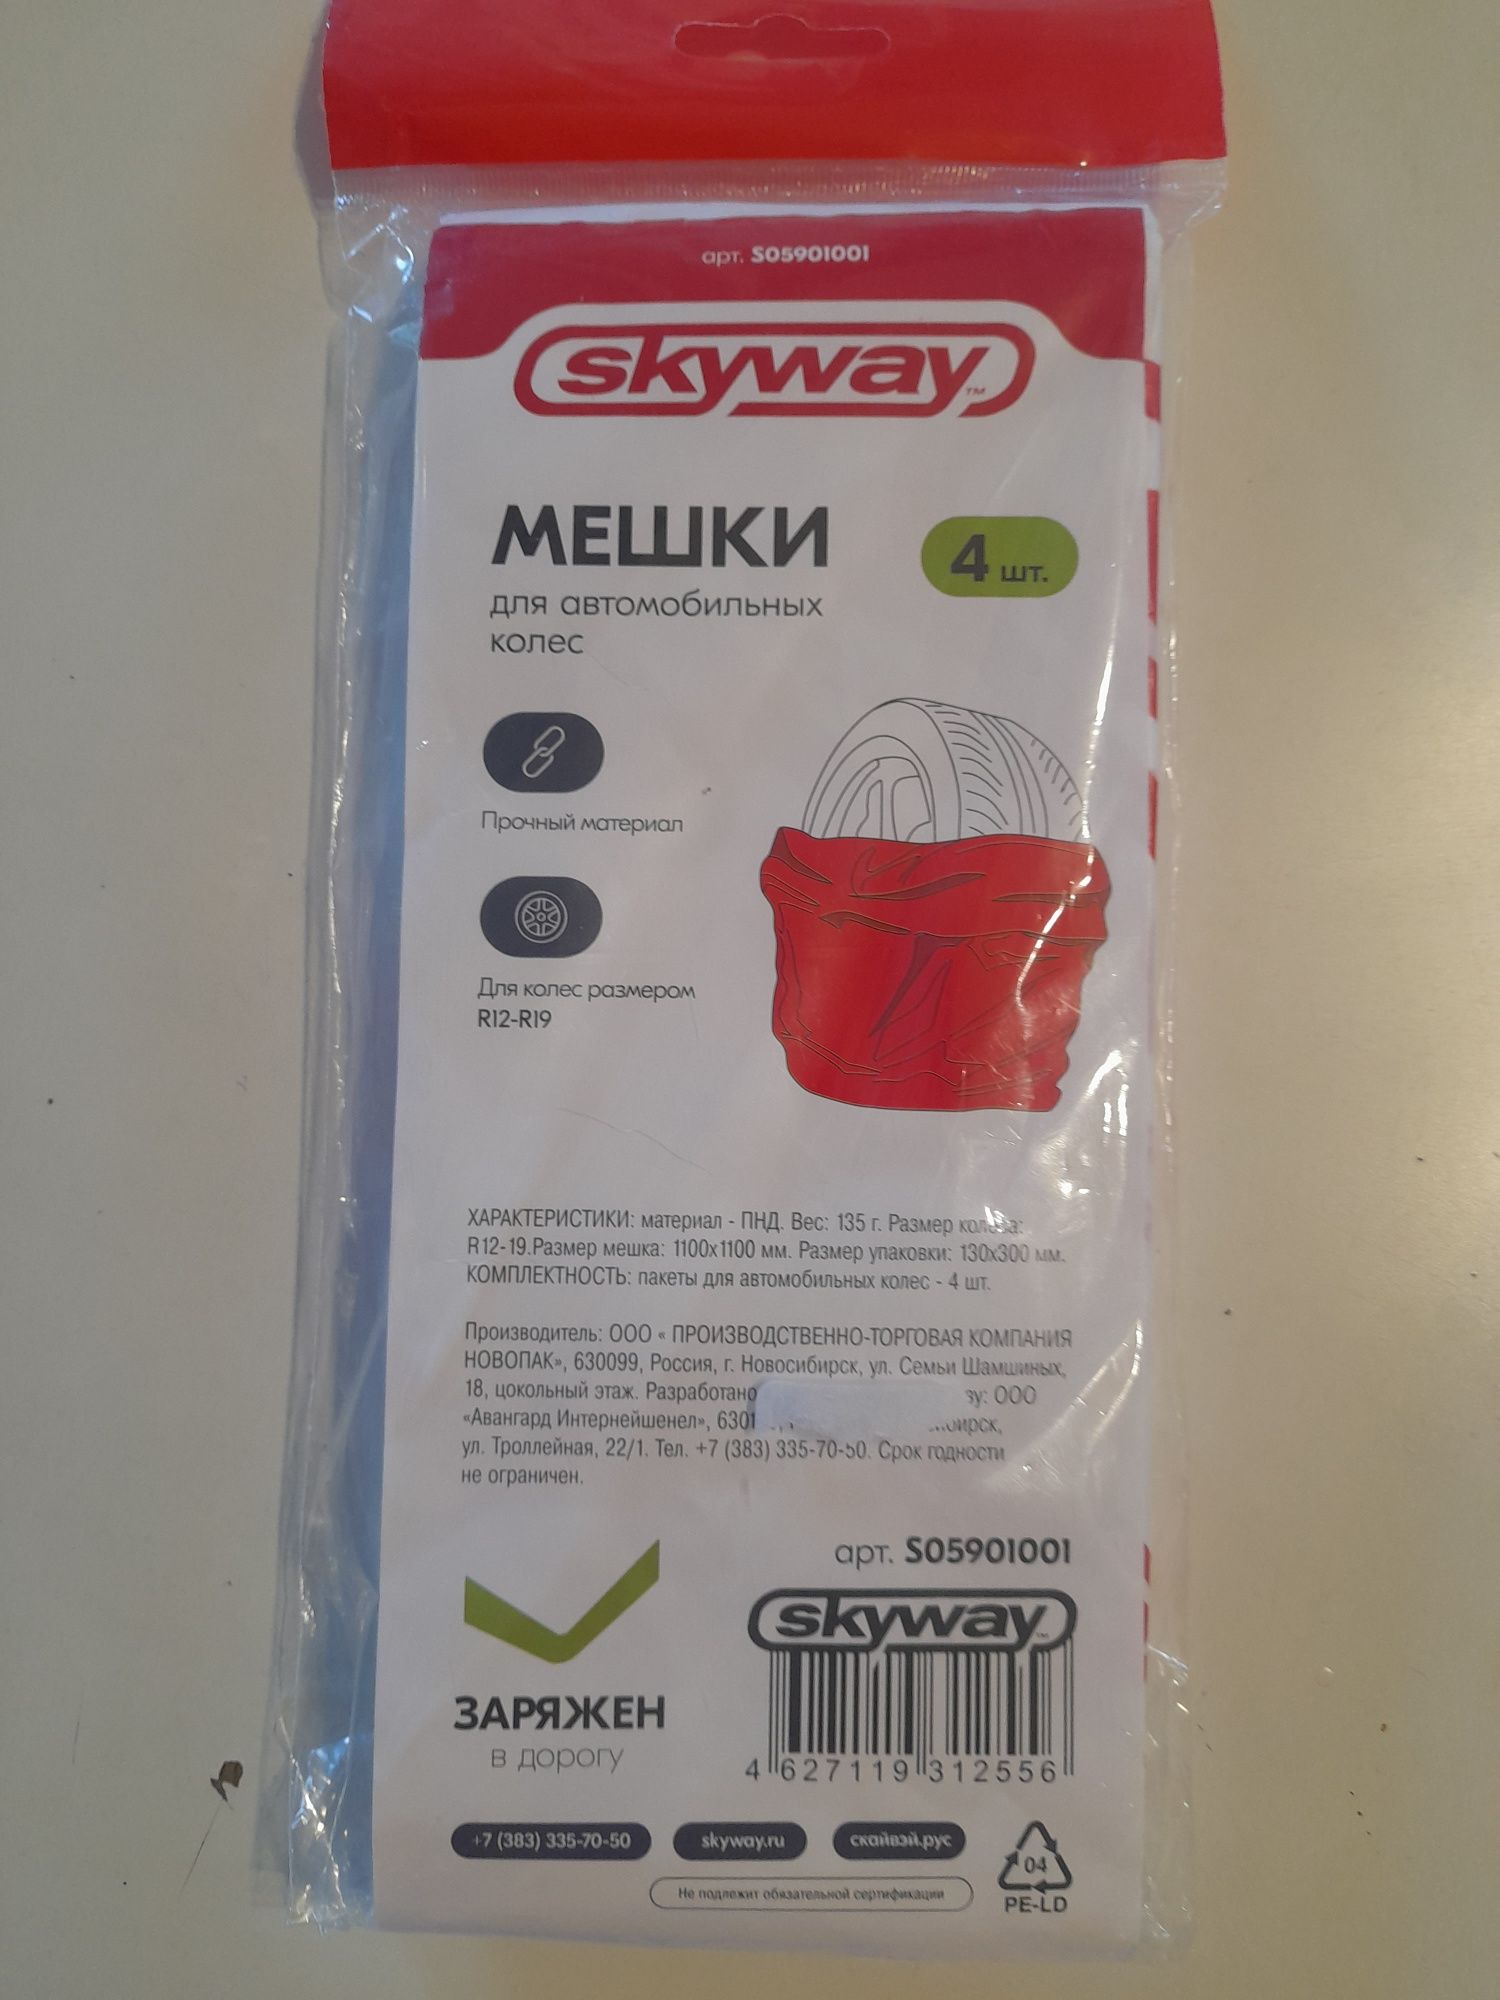 арт. S05901001
skyway™
МЕШКИ
для автомобильных
колес
4 шт.
Прочный материал
Для колес размером
R12-R19
ХАРАКТЕРИСТИКИ: материал - ПНД. Вес: 135 г. Размер колеса:
R12-19.Размер мешка: 1100x1100 мм. Размер упаковки: 130x300 мм.
КОМПЛЕКТНОСТЬ: пакеты для автомобильных колес - 4 шт.
Производитель: ООО « ПРОИЗВОДСТВЕННО-ТОРГОВАЯ КОМПАНИЯ
НОВОПАК», 630099, Россия, г. Новосибирск, ул. Семьи Шамшиных,
18, цокольный этаж. Разработано ООО
«Авангард Интернейшенел»,
ул. Троллейная, 22/1. Тел. +7 (383) 335-70-50. Срок годности
не ограничен.
арт. S05901001
skyway™
4 627119 312556
ЗАРЯЖЕН
в дорогу
+7 (383) 335-70-50
skyway.ru
скайвэй.рус
Не подлежит обязательной сертификации
04
PE-LD